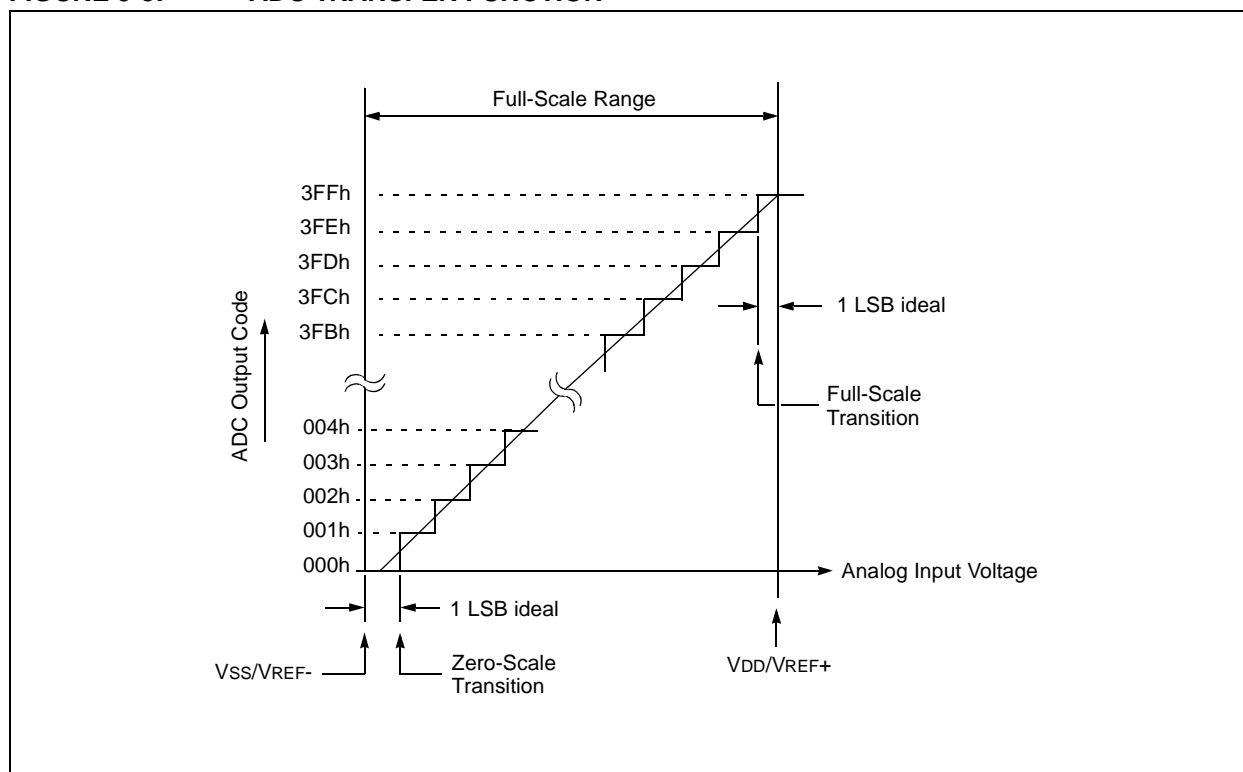 Full-Scale Range
3FFh
3FEh
3FDh
3FCh
3FBh
1 LSB ideal
Full-Scale
Transition
ADC Output Code
004h
003h
002h
001h
000h
Analog Input Voltage
1 LSB ideal
VSS/VREF-
Zero-Scale
Transition
VDD/VREF+